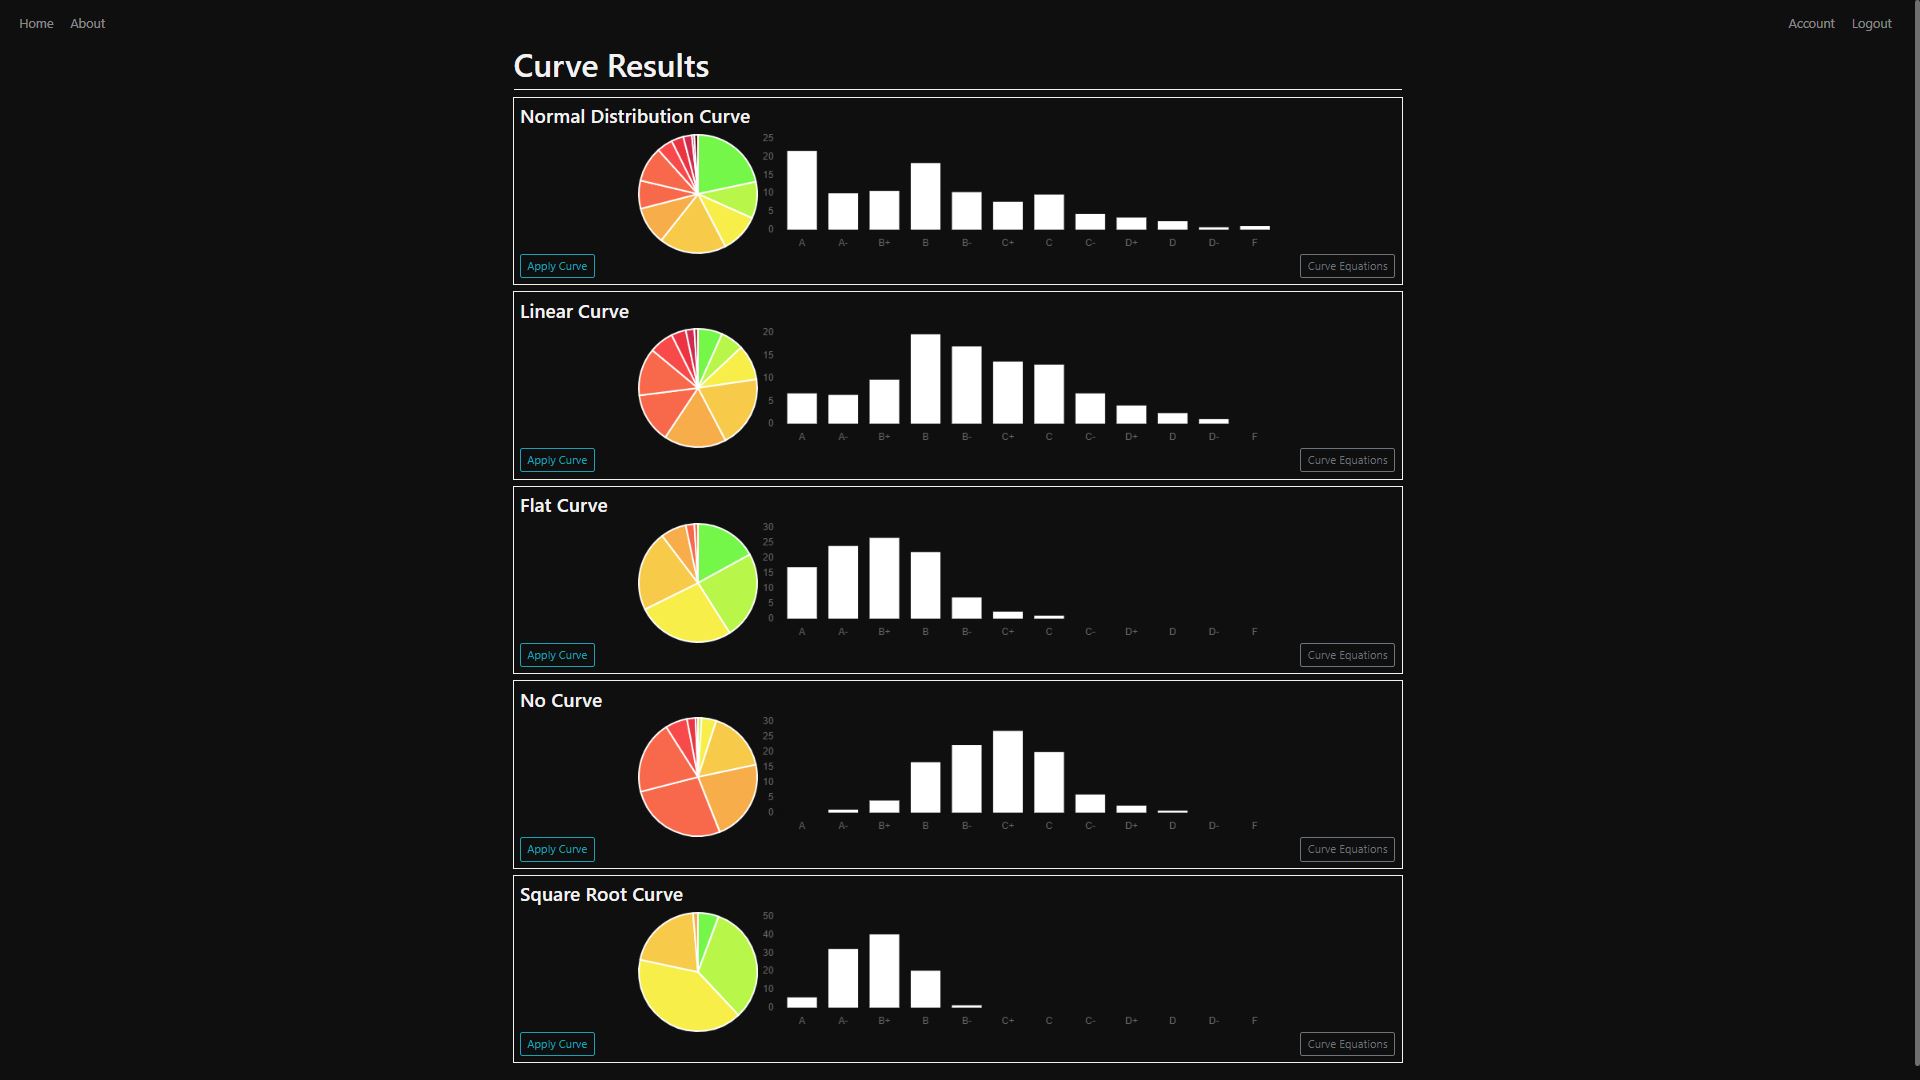 Home About Account Logout
Curve Results
Normal Distribution Curve
25
20
15
10
5
0
A A- B+ B B- C+ C C- D+ D D- F
Apply Curve Curve Equations
Linear Curve
20
15
10
5
0
A A- B+ B B- C+ C C- D+ D D- F
Apply Curve Curve Equations
Flat Curve
30
25
20
15
10
5
0
A A- B+ B B- C+ C C- D+ D D- F
Apply Curve Curve Equations
No Curve
30
25
20
15
10
5
0
A A- B+ B B- C+ C C- D+ D D- F
Apply Curve Curve Equations
Square Root Curve
50
40
30
20
10
0
A A- B+ B B- C+ C C- D+ D D- F
Apply Curve Curve Equations